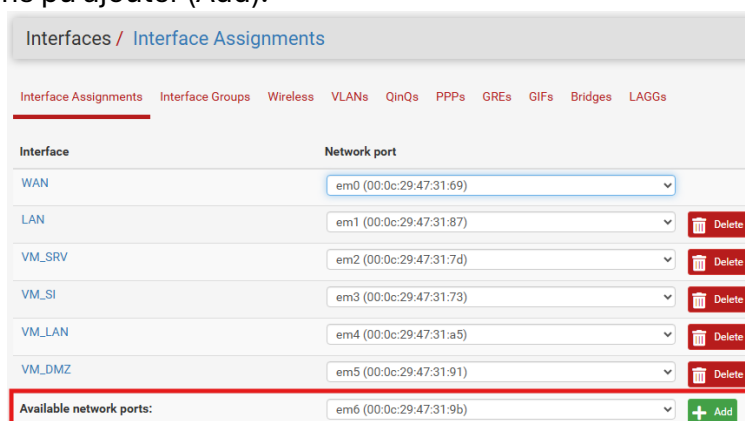 ns pu ajouter (Add).
Interfaces / Interface Assignments
Interface Assignments Interface Groups Wireless VLANs QinQs PPPs GREs GIFs Bridges LAGGs
Interface Network port
WAN em0 (00:0c:29:47:31:69)
LAN em1 (00:0c:29:47:31:87) Delete
VM_SRV em2 (00:0c:29:47:31:7d) Delete
VM_SI em3 (00:0c:29:47:31:73) Delete
VM_LAN em4 (00:0c:29:47:31:a5) Delete
VM_DMZ em5 (00:0c:29:47:31:91) Delete
Available network ports: em6 (00:0c:29:47:31:9b) Add